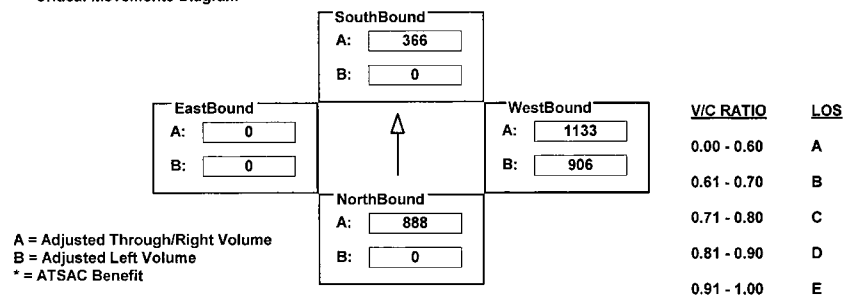 Critical Movements Diagram
SouthBound
A: 366
B: 0
EastBound
A: 0
B: 0
WestBound
A: 1133
B: 906
NorthBound
A: 888
B: 0
A = Adjusted Through/Right Volume
B = Adjusted Left Volume
* = ATSAC Benefit
V/C RATIO LOS
0.00 - 0.60 A
0.61 - 0.70 B
0.71 - 0.80 C
0.81 - 0.90 D
0.91 - 1.00 E